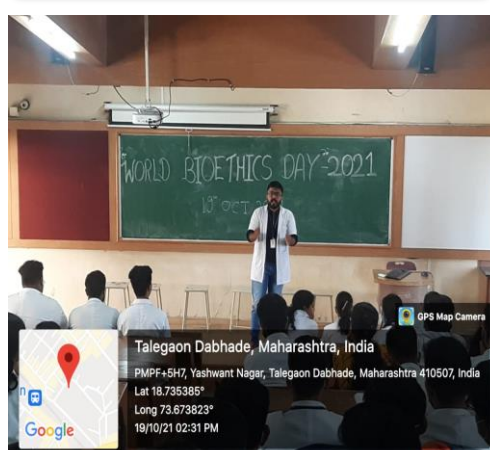 "WORLD BIOETHICS DAY"-2021
19th OCT
GPS Map Camera
Talegaon Dabhade, Maharashtra, India
PMPF+5H7, Yashwant Nagar, Talegaon Dabhade, Maharashtra 410507, India
Lat 18.735385°
Long 73.673823°
19/10/21 02:31 PM
Google